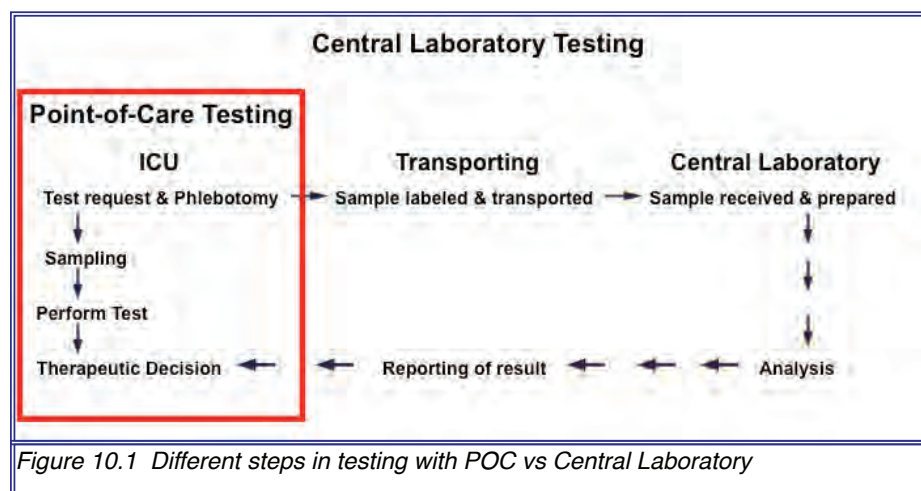 Central Laboratory Testing
Point-of-Care Testing
ICU Transporting Central Laboratory
Test request & Phlebotomy Sample labeled & transported Sample received & prepared
Sampling
Perform Test
Therapeutic Decision Reporting of result Analysis
Figure 10.1 Different steps in testing with POC vs Central Laboratory